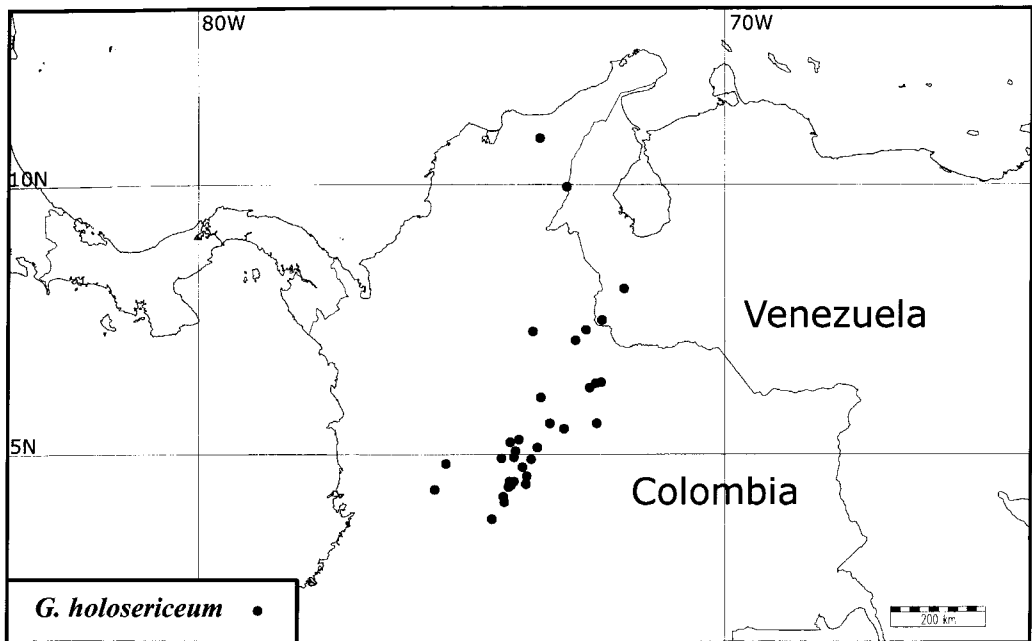 80W 70W
10N
Venezuela
5N
Colombia
G. holosericeum
200 km